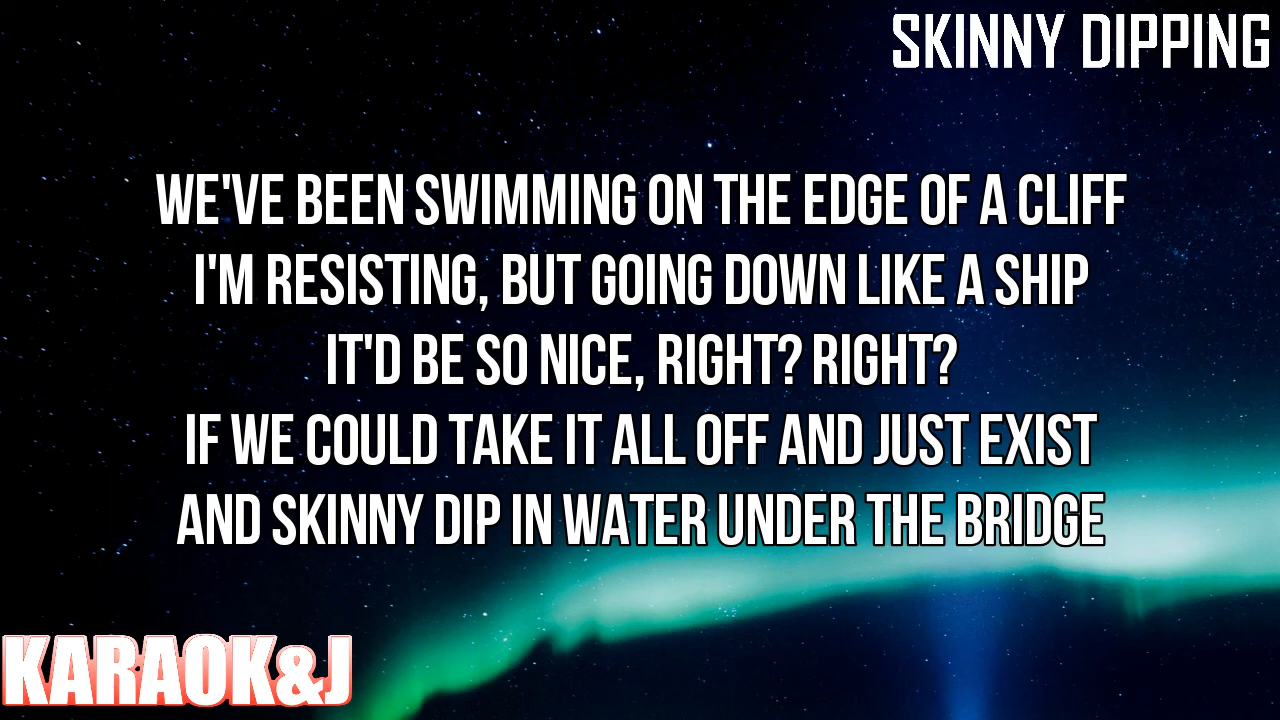 SKINNY DIPPING
WE'VE BEEN SWIMMING ON THE EDGE OF A CLIFF
I'M RESISTING, BUT GOING DOWN LIKE A SHIP
IT'D BE SO NICE, RIGHT? RIGHT?
IF WE COULD TAKE IT ALL OFF AND JUST EXIST
AND SKINNY DIP IN WATER UNDER THE BRIDGE
KARAOK&J